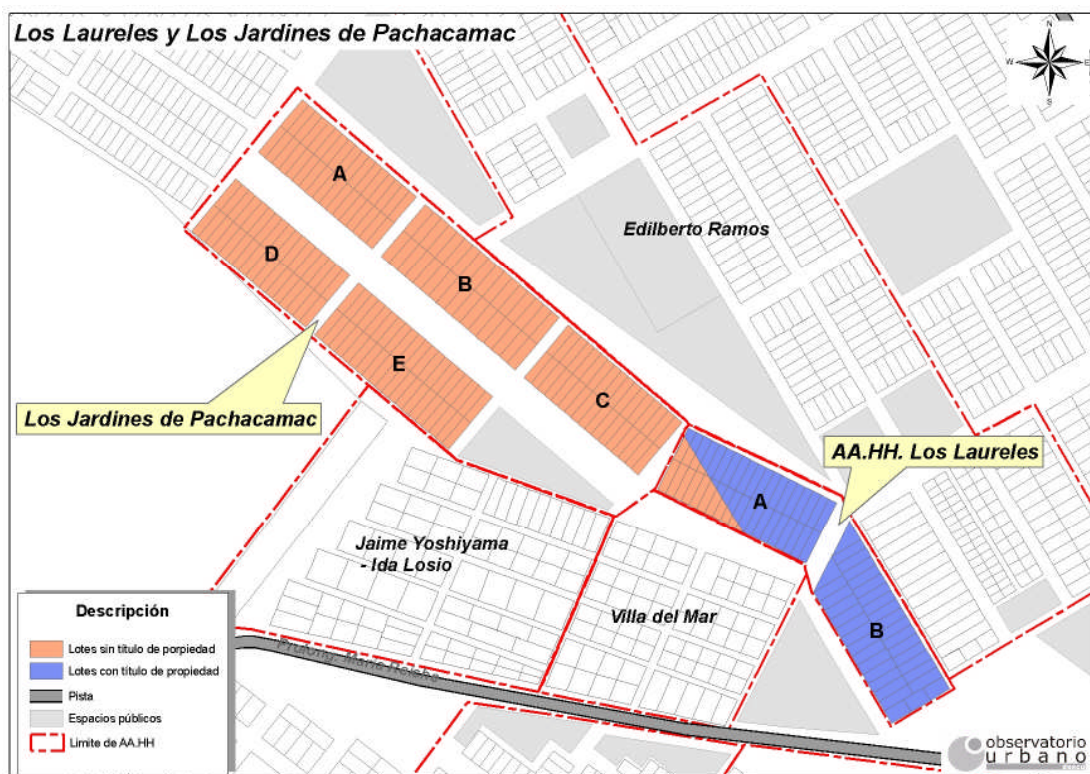 Los Laureles y Los Jardines de Pachacamac
N
W
E
S
A
B
C
D
E
Edilberto Ramos
Los Jardines de Pachacamac
AA.HH. Los Laureles
A
B
Jaime Yoshiyama
- Ida Losio
Villa del Mar
Descripción
Lotes sin título de porpiedad
Lotes con título de propiedad
Pista
Espacios públicos
Limite de AA.HH
observatorio
urbano